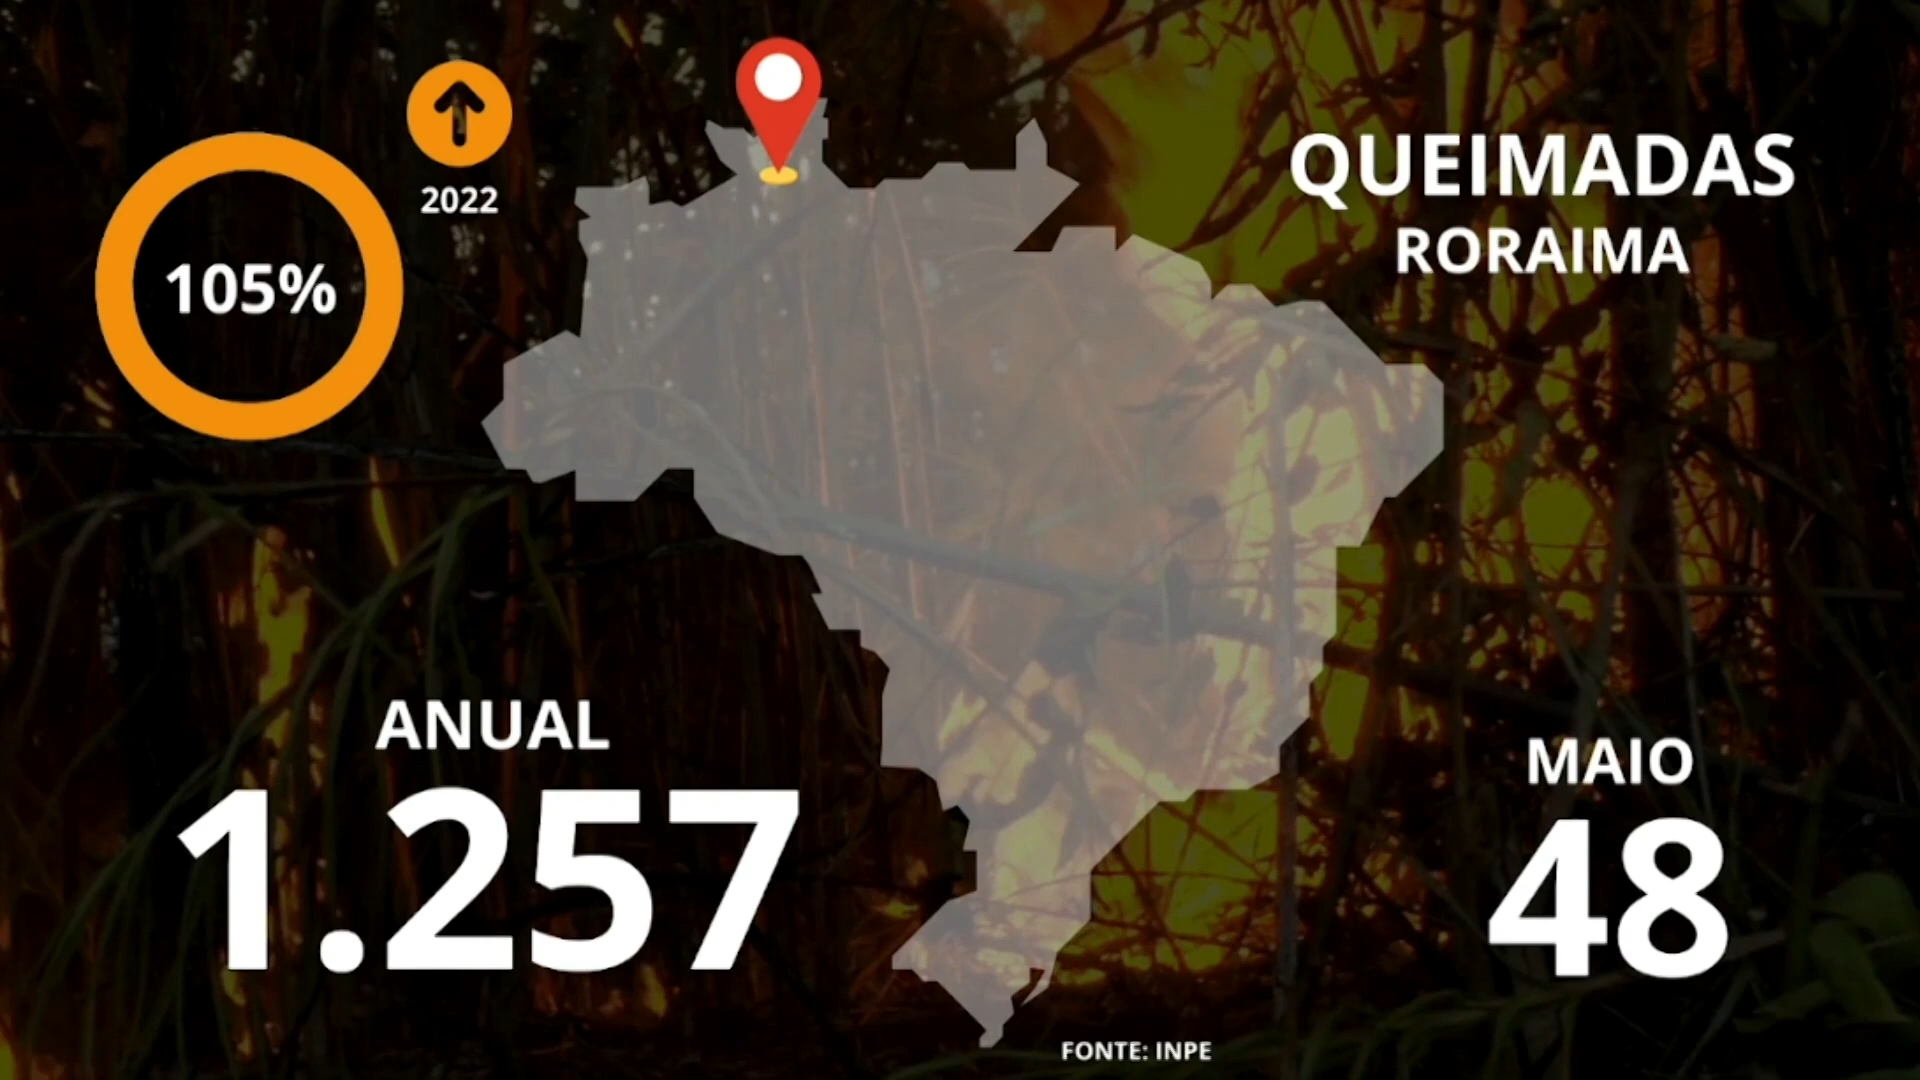 2022
105%
QUEIMADAS
RORAIMA
ANUAL
1.257
MAIO
48
FONTE: INPE